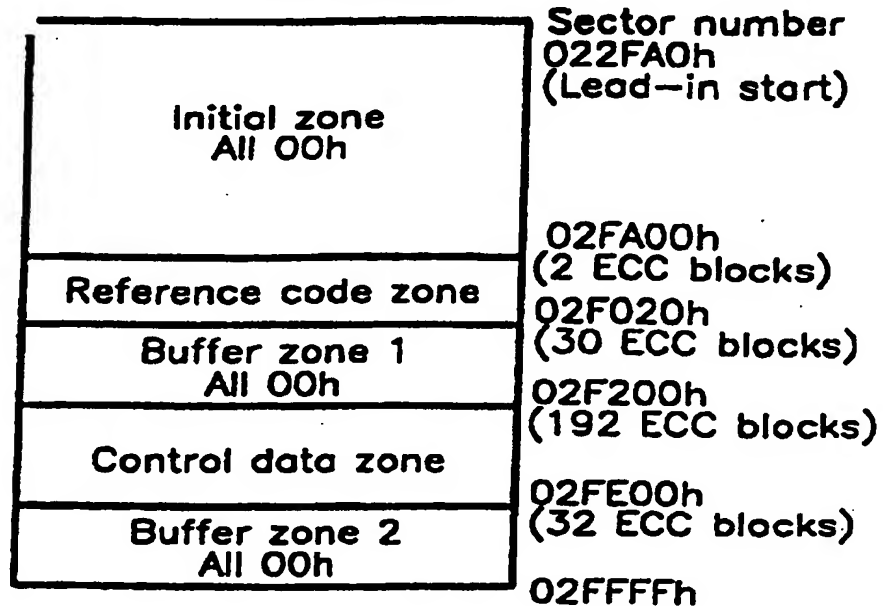 Sector number
022FA0h
(Lead-in start)
Initial zone
All 00h
02FA00h
(2 ECC blocks)
Reference code zone
02F020h
(30 ECC blocks)
Buffer zone 1
All 00h
02F200h
(192 ECC blocks)
Control data zone
02FE00h
(32 ECC blocks)
Buffer zone 2
All 00h
02FFFFh